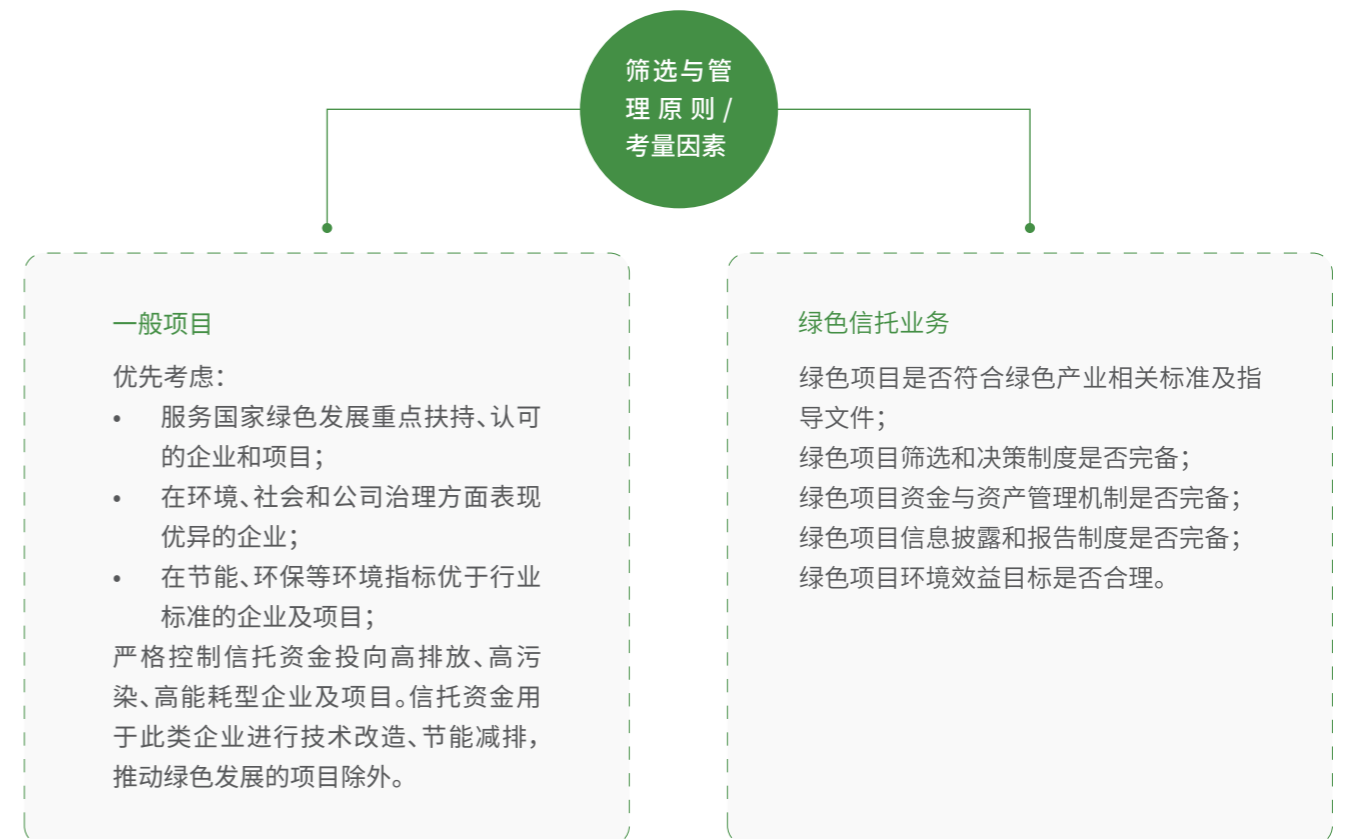 筛选与管
理原则/
考量因素
一般项目
优先考虑：
• 服务国家绿色发展重点扶持、认可
的企业和项目；
• 在环境、社会和公司治理方面表现
优异的企业；
• 在节能、环保等环境指标优于行业
标准的企业及项目；
严格控制信托资金投向高排放、高污
染、高能耗型企业及项目。信托资金用
于此类企业进行技术改造、节能减排，
推动绿色发展的项目除外。
绿色信托业务
绿色项目是否符合绿色产业相关标准及指
导文件；
绿色项目筛选和决策制度是否完备；
绿色项目资金与资产管理机制是否完备；
绿色项目信息披露和报告制度是否完备；
绿色项目环境效益目标是否合理。